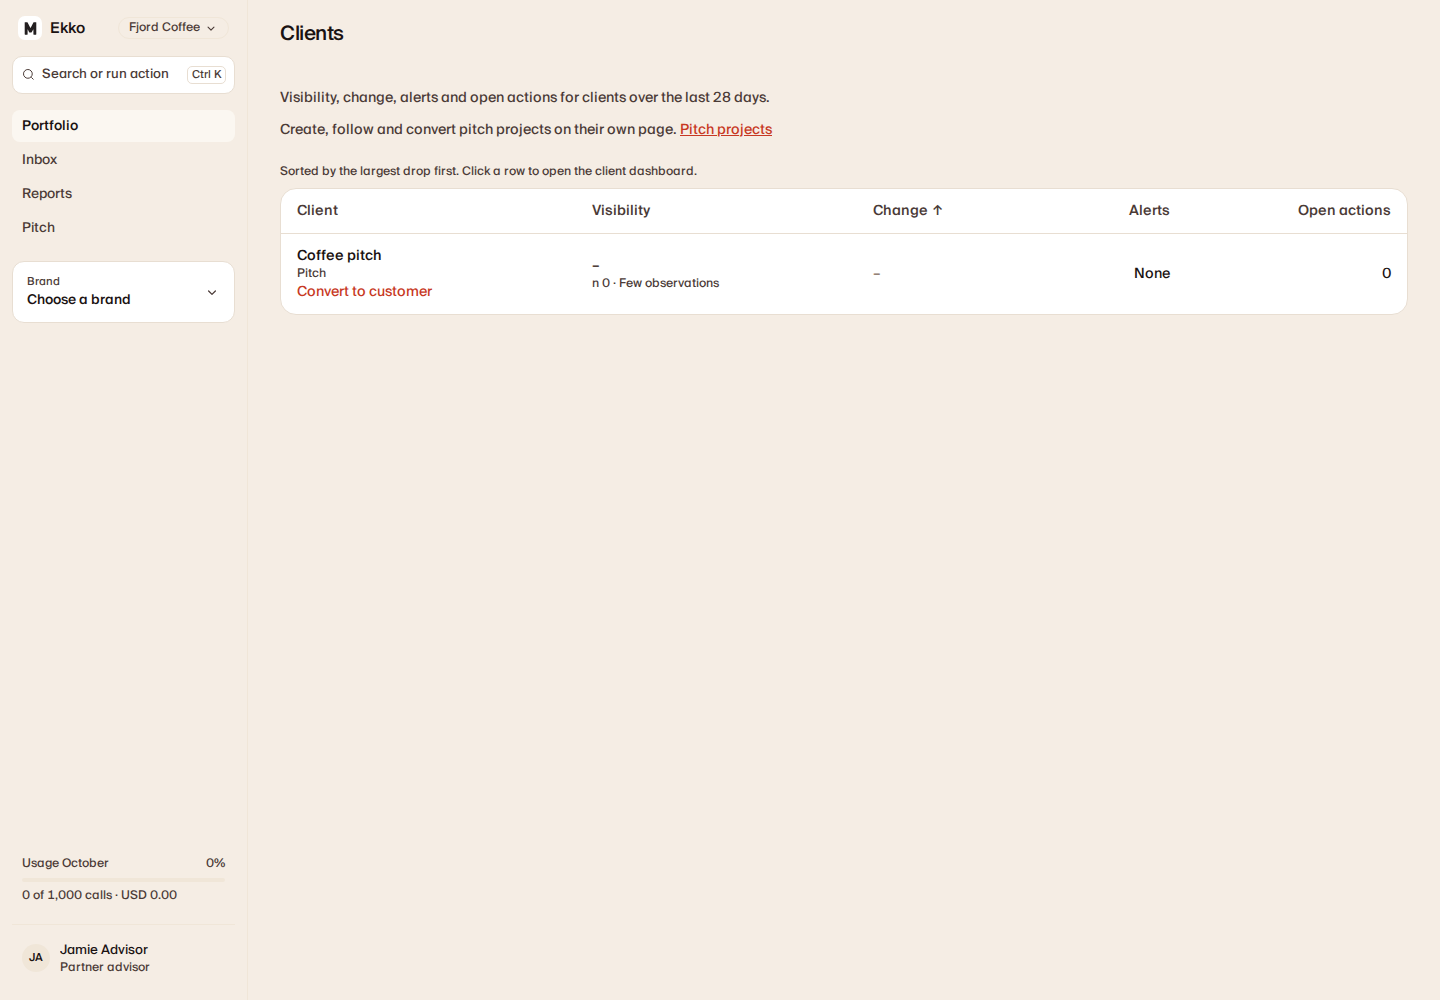 Ekko
Fjord Coffee
Search or run action
Ctrl K
Portfolio
Inbox
Reports
Pitch
Brand
Choose a brand
Usage October
0%
0 of 1,000 calls · USD 0.00
JA
Jamie Advisor
Partner advisor
Clients
Visibility, change, alerts and open actions for clients over the last 28 days.
Create, follow and convert pitch projects on their own page. Pitch projects
Sorted by the largest drop first. Click a row to open the client dashboard.
Client
Visibility
Change ↑
Alerts
Open actions
Coffee pitch
Pitch
Convert to customer
–
n 0 · Few observations
–
None
0